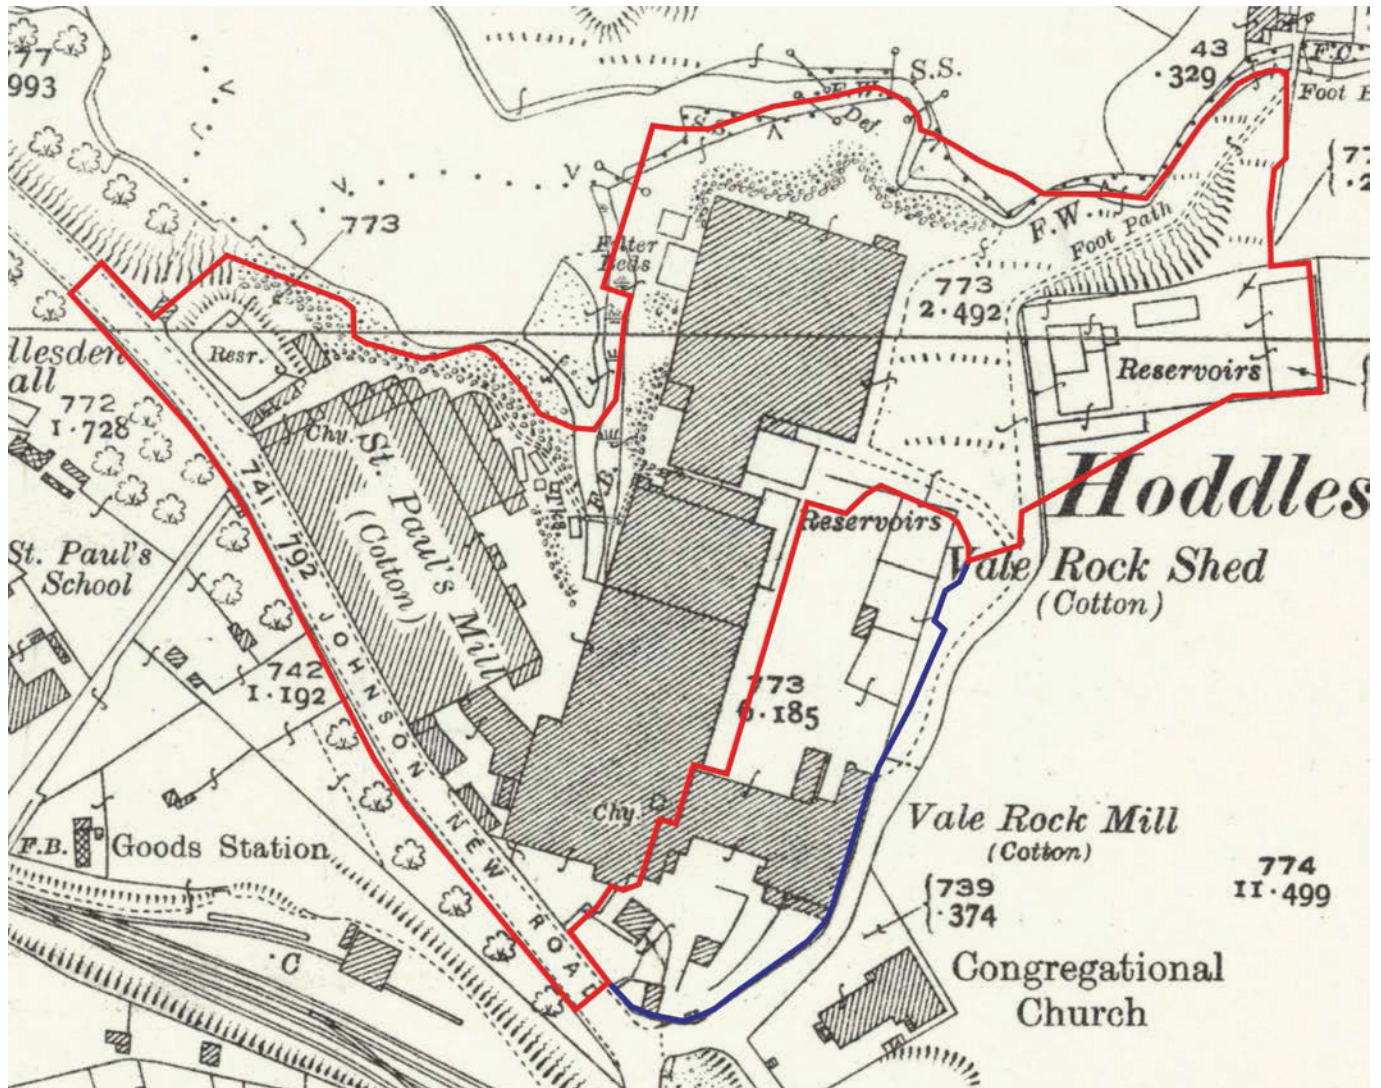 77
993
43
.329
F.C.
Foot B
S.S.
F.W.
Def.
S.S.
V
V
V
V
773
77
.2
F.W.
Foot Path
Filter
Beds
773
2.492
Resr.
Reservoirs
llesden
all
772
1.728
Chy.
St. Paul's Mill
(Cotton)
741
792
F.B.
Reservoirs
Hoddles
Vale Rock Shed
(Cotton)
St. Paul's
School
JOHNSON NEW ROAD
742
1.192
773
6.185
Chy.
Vale Rock Mill
(Cotton)
F.B.
Goods Station
739
.374
774
11.499
.C
Congregational
Church